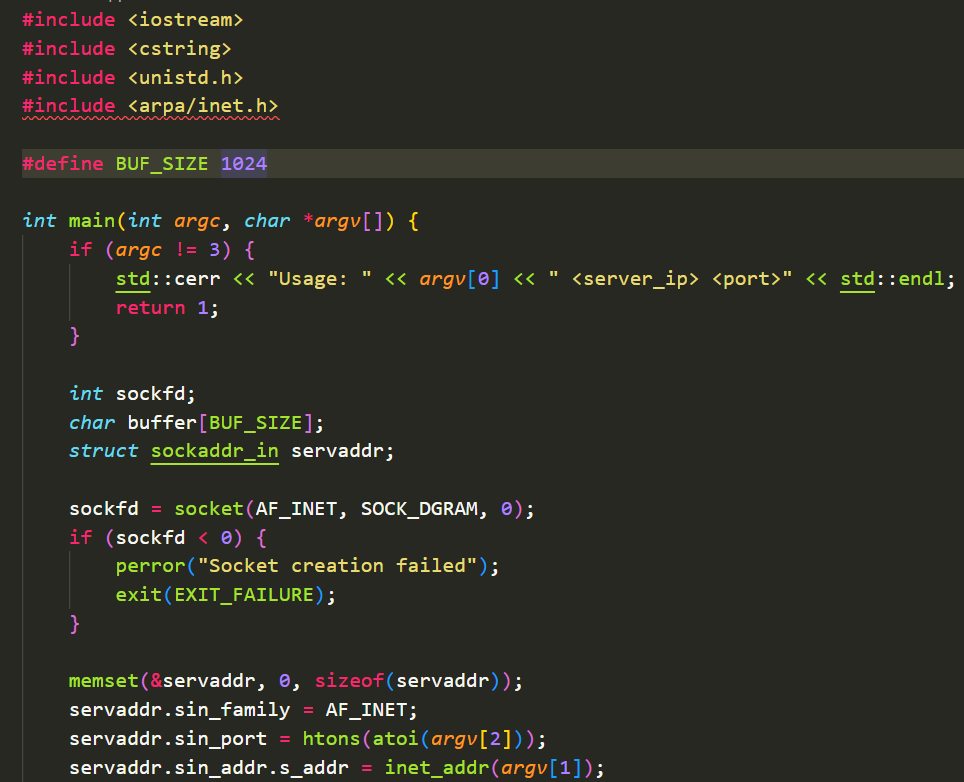 #include <iostream>
#include <cstring>
#include <unistd.h>
#include <arpa/inet.h>
#define BUF_SIZE 1024
int main(int argc, char *argv[]) {
    if (argc != 3) {
        std::cerr << "Usage: " << argv[0] << " <server_ip> <port>" << std::endl;
        return 1;
    }
    int sockfd;
    char buffer[BUF_SIZE];
    struct sockaddr_in servaddr;
    sockfd = socket(AF_INET, SOCK_DGRAM, 0);
    if (sockfd < 0) {
        perror("Socket creation failed");
        exit(EXIT_FAILURE);
    }
    memset(&servaddr, 0, sizeof(servaddr));
    servaddr.sin_family = AF_INET;
    servaddr.sin_port = htons(atoi(argv[2]));
    servaddr.sin_addr.s_addr = inet_addr(argv[1]);